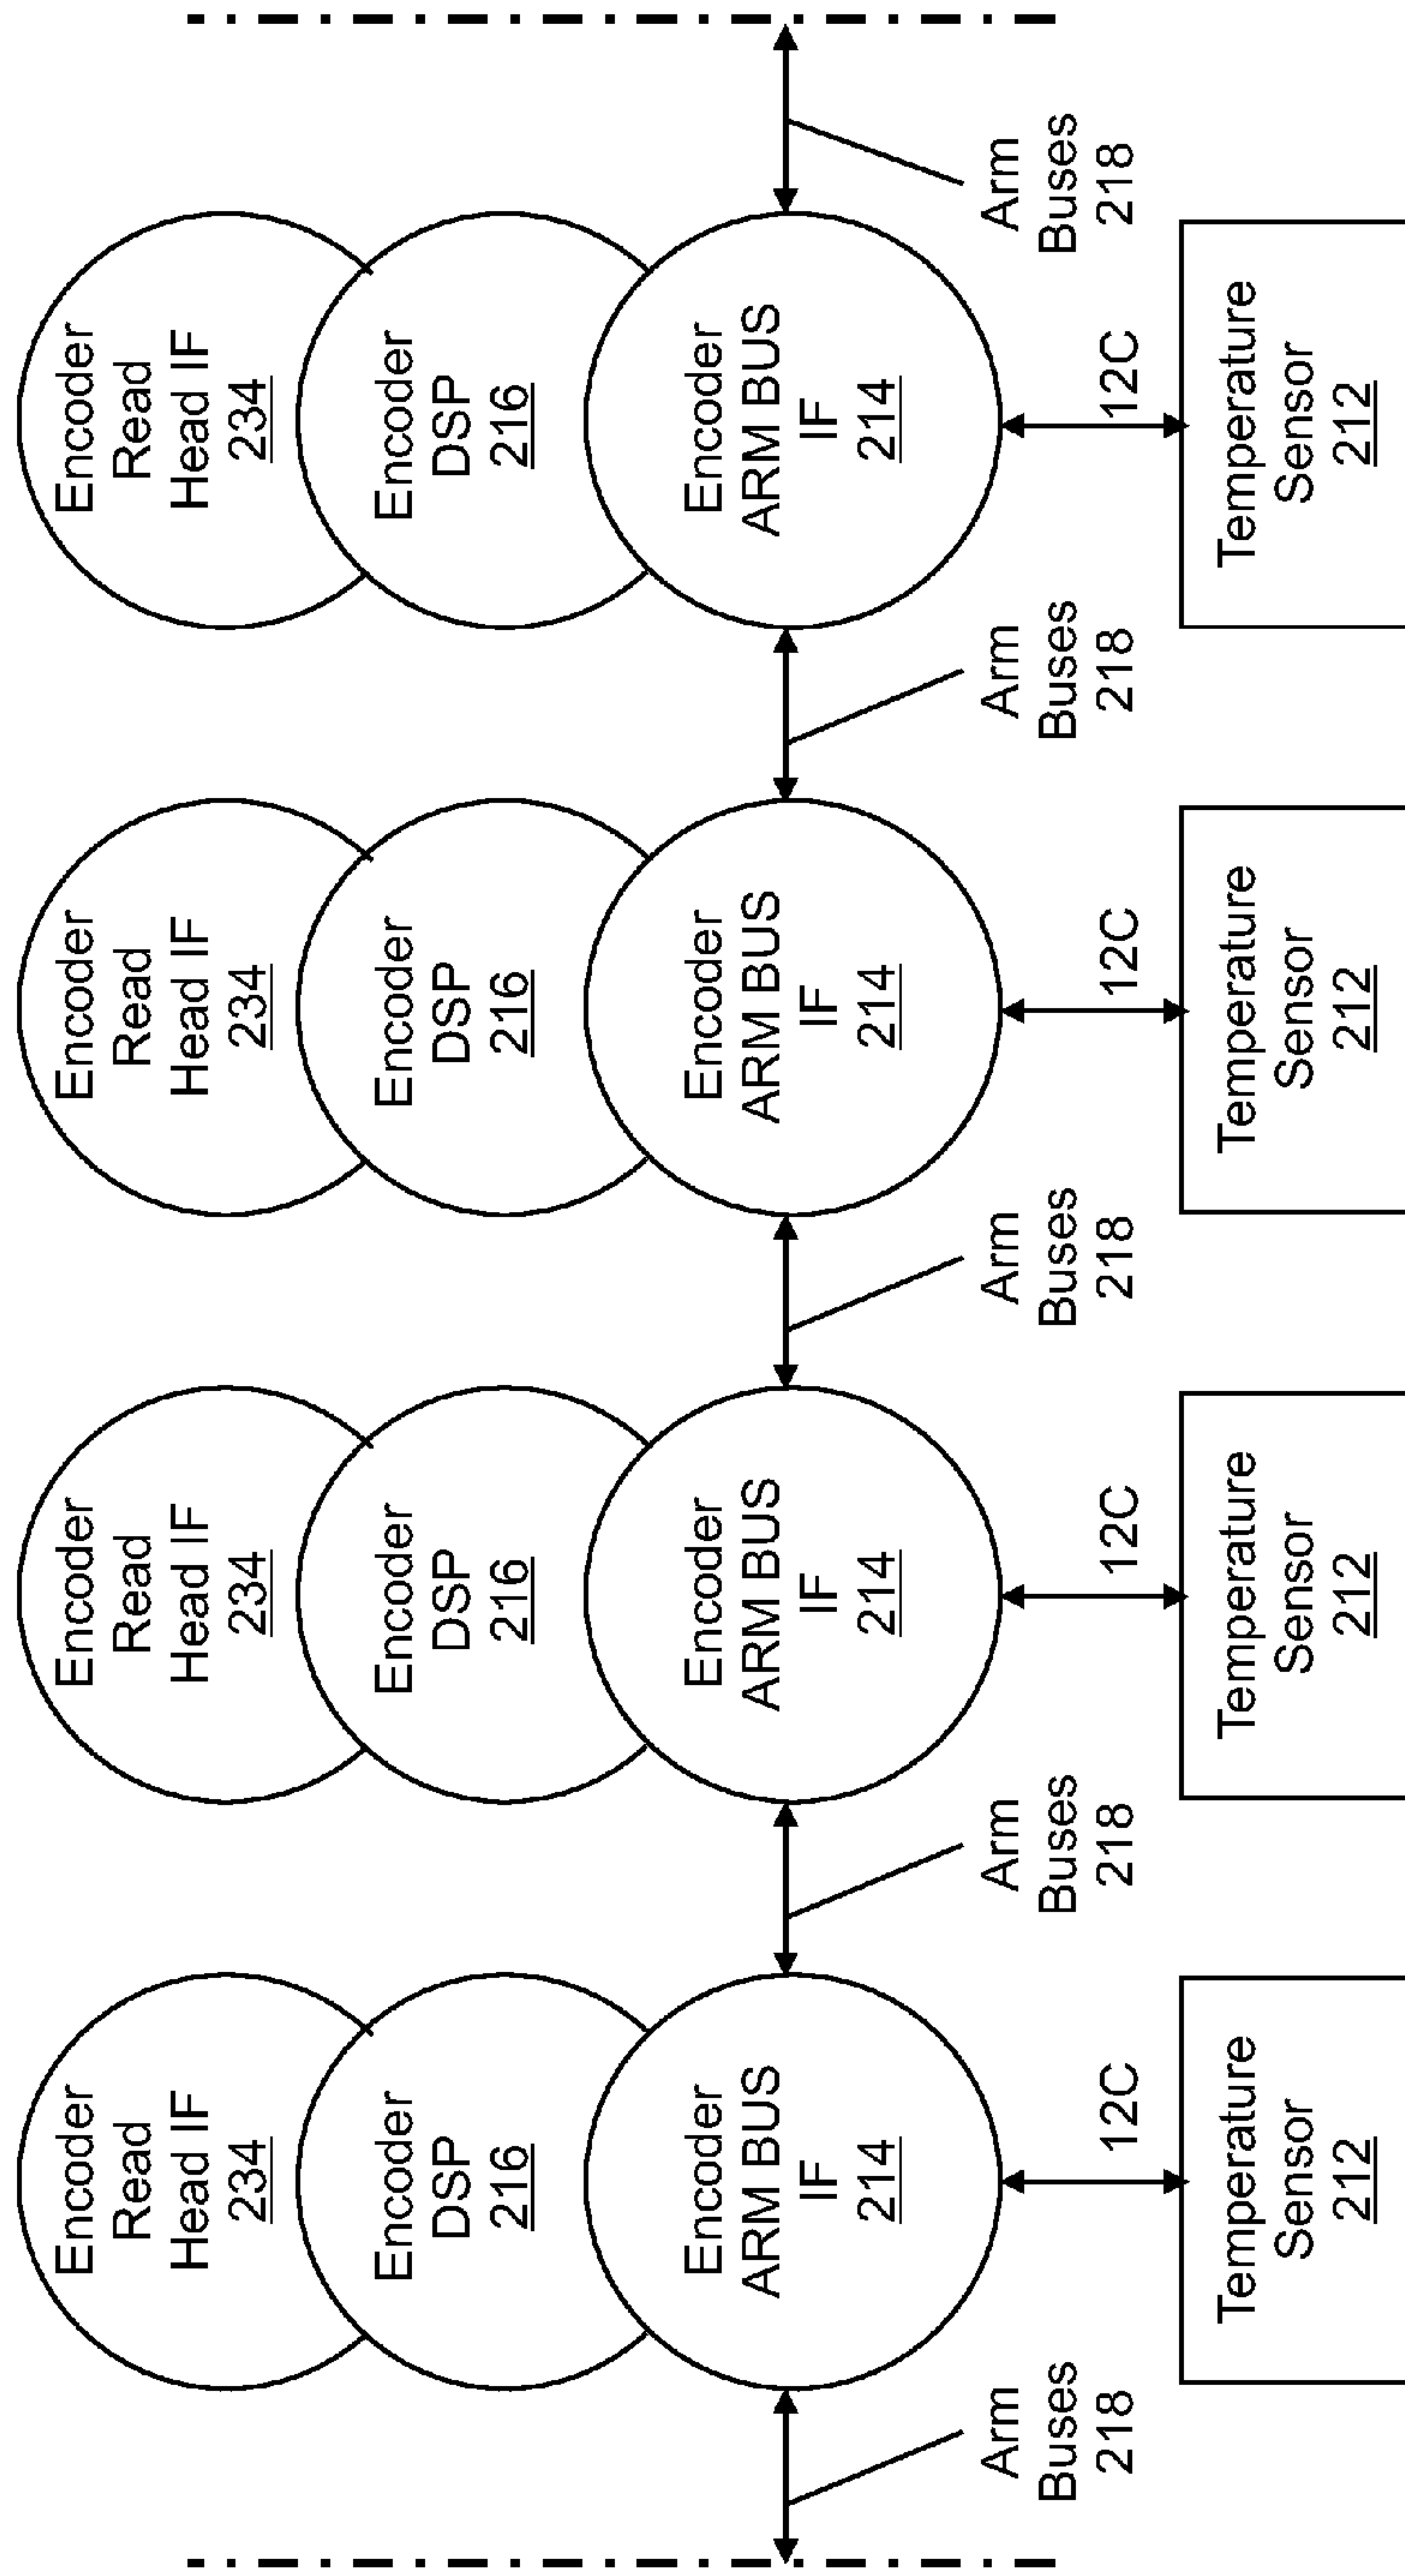 Encoder
Read
Head IF
234
Encoder
DSP
216
Encoder
ARM BUS
IF
214
Encoder
Read
Head IF
234
Encoder
DSP
216
Encoder
ARM BUS
IF
214
Encoder
Read
Head IF
234
Encoder
DSP
216
Encoder
ARM BUS
IF
214
Encoder
Read
Head IF
234
Encoder
DSP
216
Encoder
ARM BUS
IF
214
Arm
Buses
218
Arm
Buses
218
Arm
Buses
218
Arm
Buses
218
Arm
Buses
218
12C
12C
12C
12C
Temperature
Sensor
212
Temperature
Sensor
212
Temperature
Sensor
212
Temperature
Sensor
212